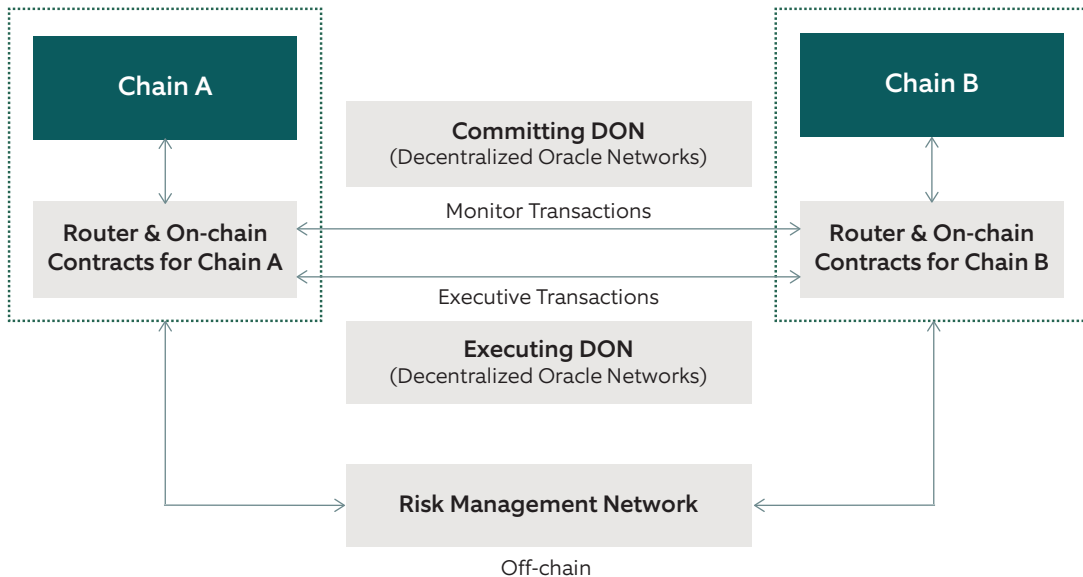 Chain A
Router & On-chain
Contracts for Chain A
Committing DON
(Decentralized Oracle Networks)
Monitor Transactions
Executive Transactions
Executing DON
(Decentralized Oracle Networks)
Chain B
Router & On-chain
Contracts for Chain B
Risk Management Network
Off-chain